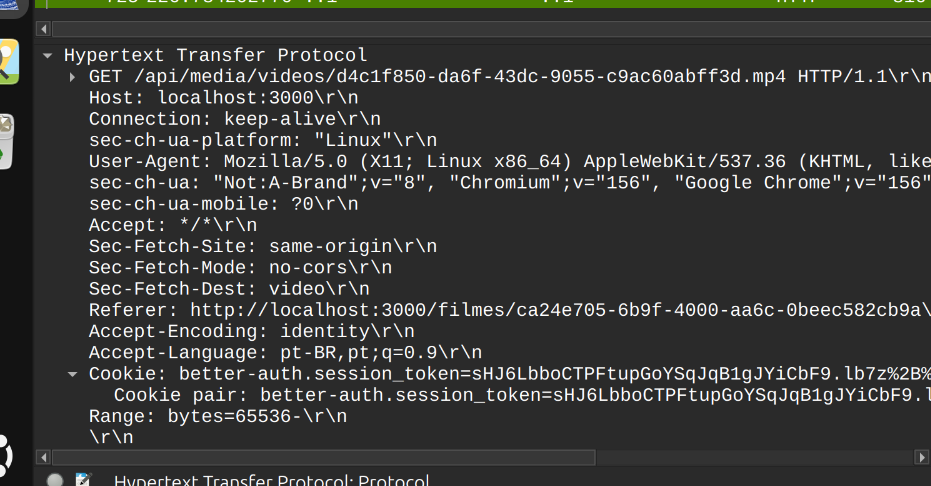 Hypertext Transfer Protocol
GET /api/media/videos/d4c1f850-da6f-43dc-9055-c9ac60abff3d.mp4 HTTP/1.1\r\n
Host: localhost:3000\r\n
Connection: keep-alive\r\n
sec-ch-ua-platform: "Linux"\r\n
User-Agent: Mozilla/5.0 (X11; Linux x86_64) AppleWebKit/537.36 (KHTML, like
sec-ch-ua: "Not:A-Brand";v="8", "Chromium";v="156", "Google Chrome";v="156"
sec-ch-ua-mobile: ?0\r\n
Accept: */*\r\n
Sec-Fetch-Site: same-origin\r\n
Sec-Fetch-Mode: no-cors\r\n
Sec-Fetch-Dest: video\r\n
Referer: http://localhost:3000/filmes/ca24e705-6b9f-4000-aa6c-0beec582cb9a\
Accept-Encoding: identity\r\n
Accept-Language: pt-BR,pt;q=0.9\r\n
Cookie: better-auth.session_token=sHJ6LbboCTPFtupGoYSqJqB1gJYiCbF9.lb7z%2B%
Cookie pair: better-auth.session_token=sHJ6LbboCTPFtupGoYSqJqB1gJYiCbF9.l
Range: bytes=65536-\r\n
\r\n
Hypertext Transfer Protocol: Protocol